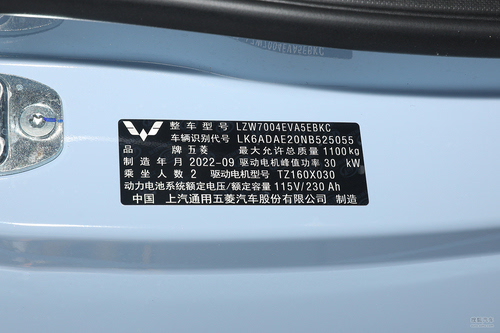 整车型号 LZW7004EVA5EBKC
车辆识别代号 LK6ADAE20NB525055
品牌 五菱 最大允许总质量 1100kg
制造年月 2022-09 驱动电机峰值功率 30 kW
乘坐人数 2 驱动电机型号 TZ160X030
动力电池系统额定电压/额定容量 115V/230 Ah
中国 上汽通用五菱汽车股份有限公司 制造